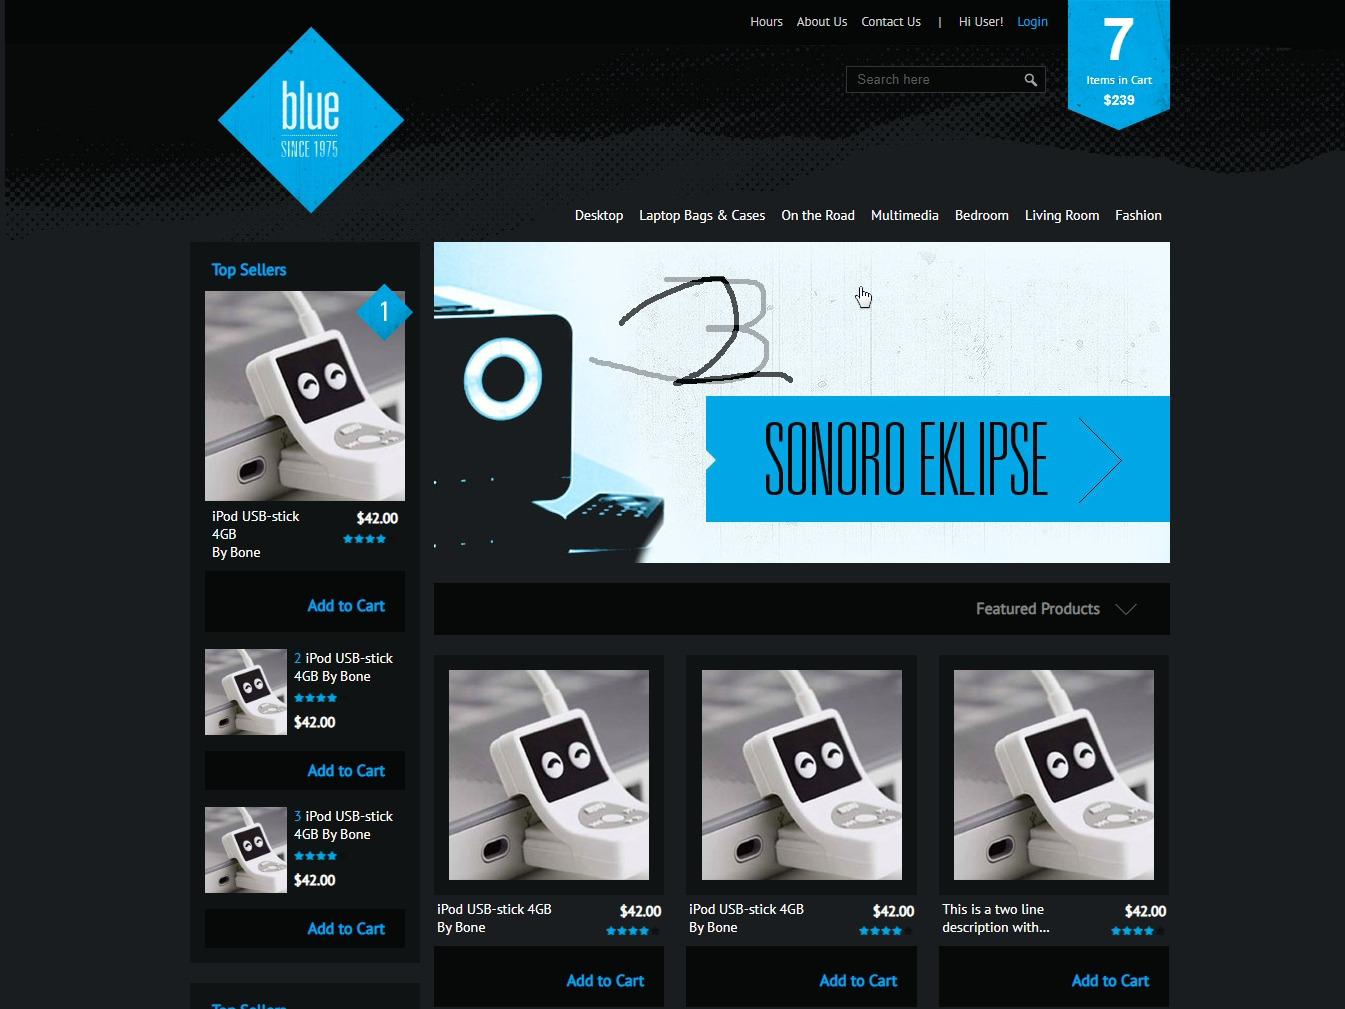 Hours About Us Contact Us | Hi User! Login
7
Items in Cart
$239
Search here
blue
SINCE 1975
Desktop Laptop Bags & Cases On the Road Multimedia Bedroom Living Room Fashion
Top Sellers
1
iPod USB-stick
4GB
By Bone
$42.00
Add to Cart
2 iPod USB-stick
4GB By Bone
$42.00
Add to Cart
3 iPod USB-stick
4GB By Bone
$42.00
Add to Cart
Top Sellers
2
3
SONORO EKLIPSE
Featured Products
iPod USB-stick 4GB
By Bone
$42.00
Add to Cart
iPod USB-stick 4GB
By Bone
$42.00
Add to Cart
This is a two line
description with...
$42.00
Add to Cart